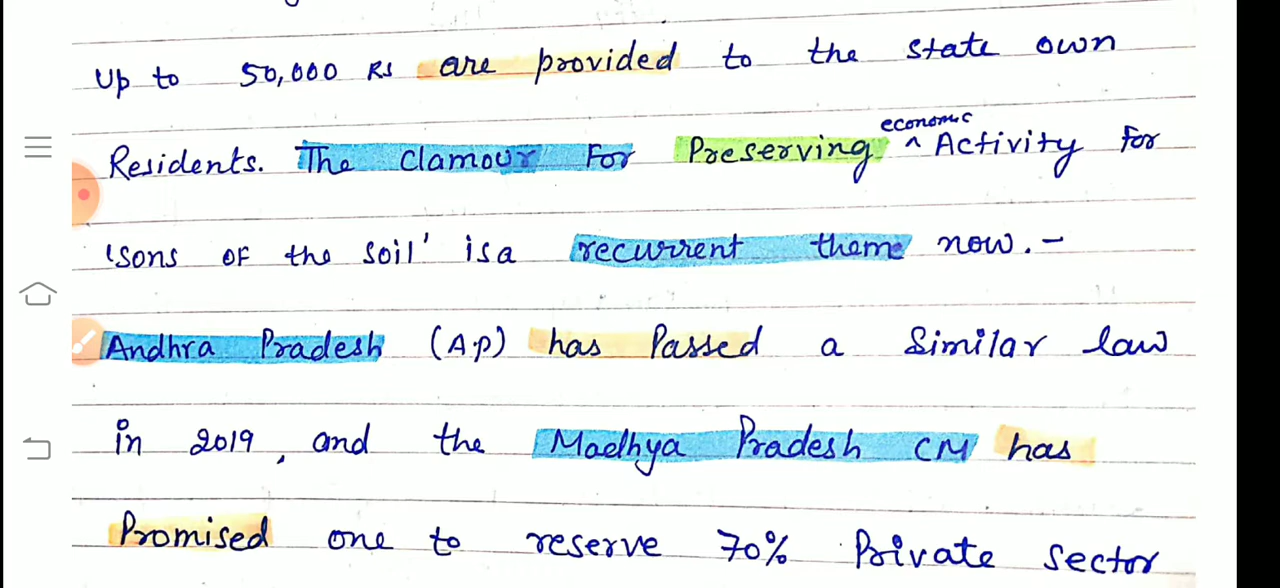 Up to 50,000 Rs are provided to the state own
Residents. The Clamour For Preserving ^ economic Activity for
'sons of the soil' is a recurrent theme now. -
Andhra Pradesh (AP) has Passed a Similar law
in 2019, and the Madhya Pradesh CM has
Promised one to reserve 70% Private sector